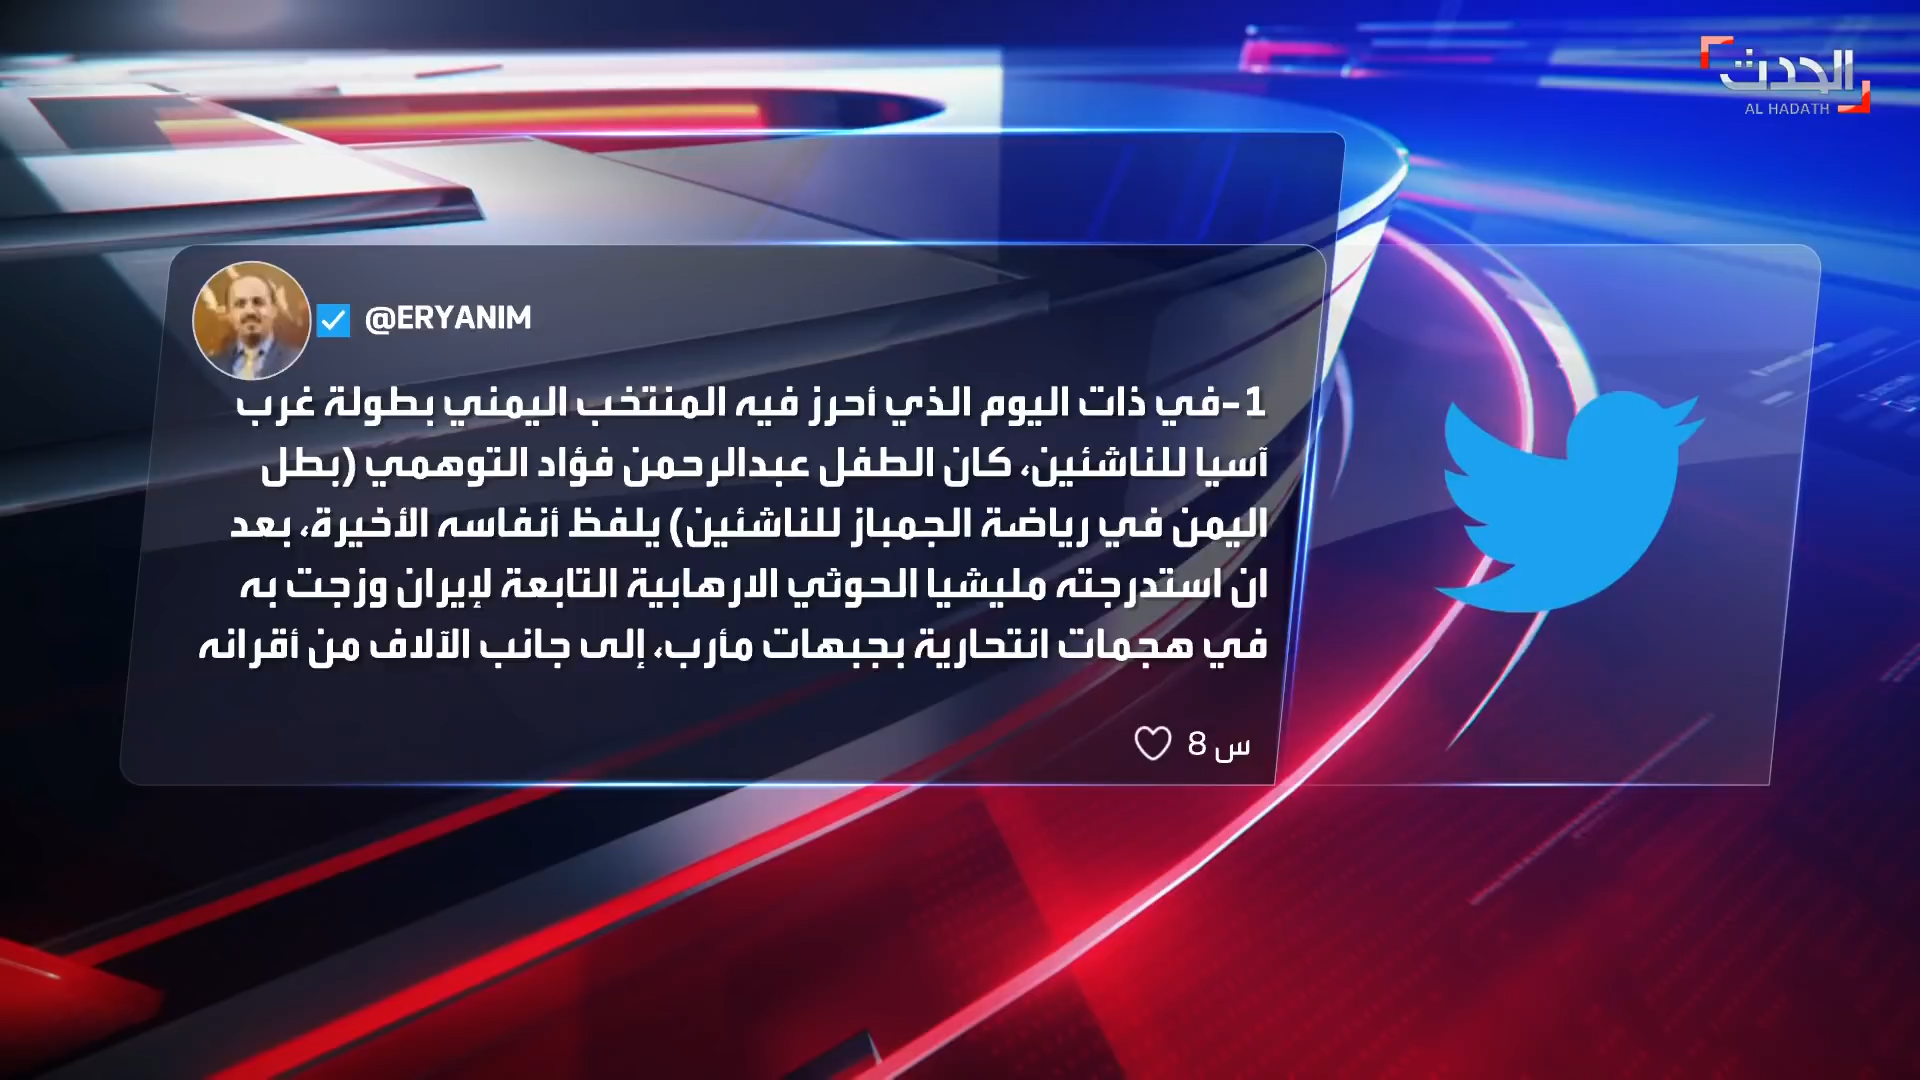 الحدث
AL HADATH
@ERYANIM
1-في ذات اليوم الذي أحرز فيه المنتخب اليمني بطولة غرب
آسيا للناشئين، كان الطفل عبدالرحمن فؤاد التوهمي (بطل
اليمن في رياضة الجمباز للناشئين) يلفظ أنفاسه الأخيرة، بعد
ان استدرجته مليشيا الحوثي الارهابية التابعة لإيران وزجت به
في هجمات انتحارية بجبهات مأرب، إلى جانب الآلاف من أقرانه
8 س